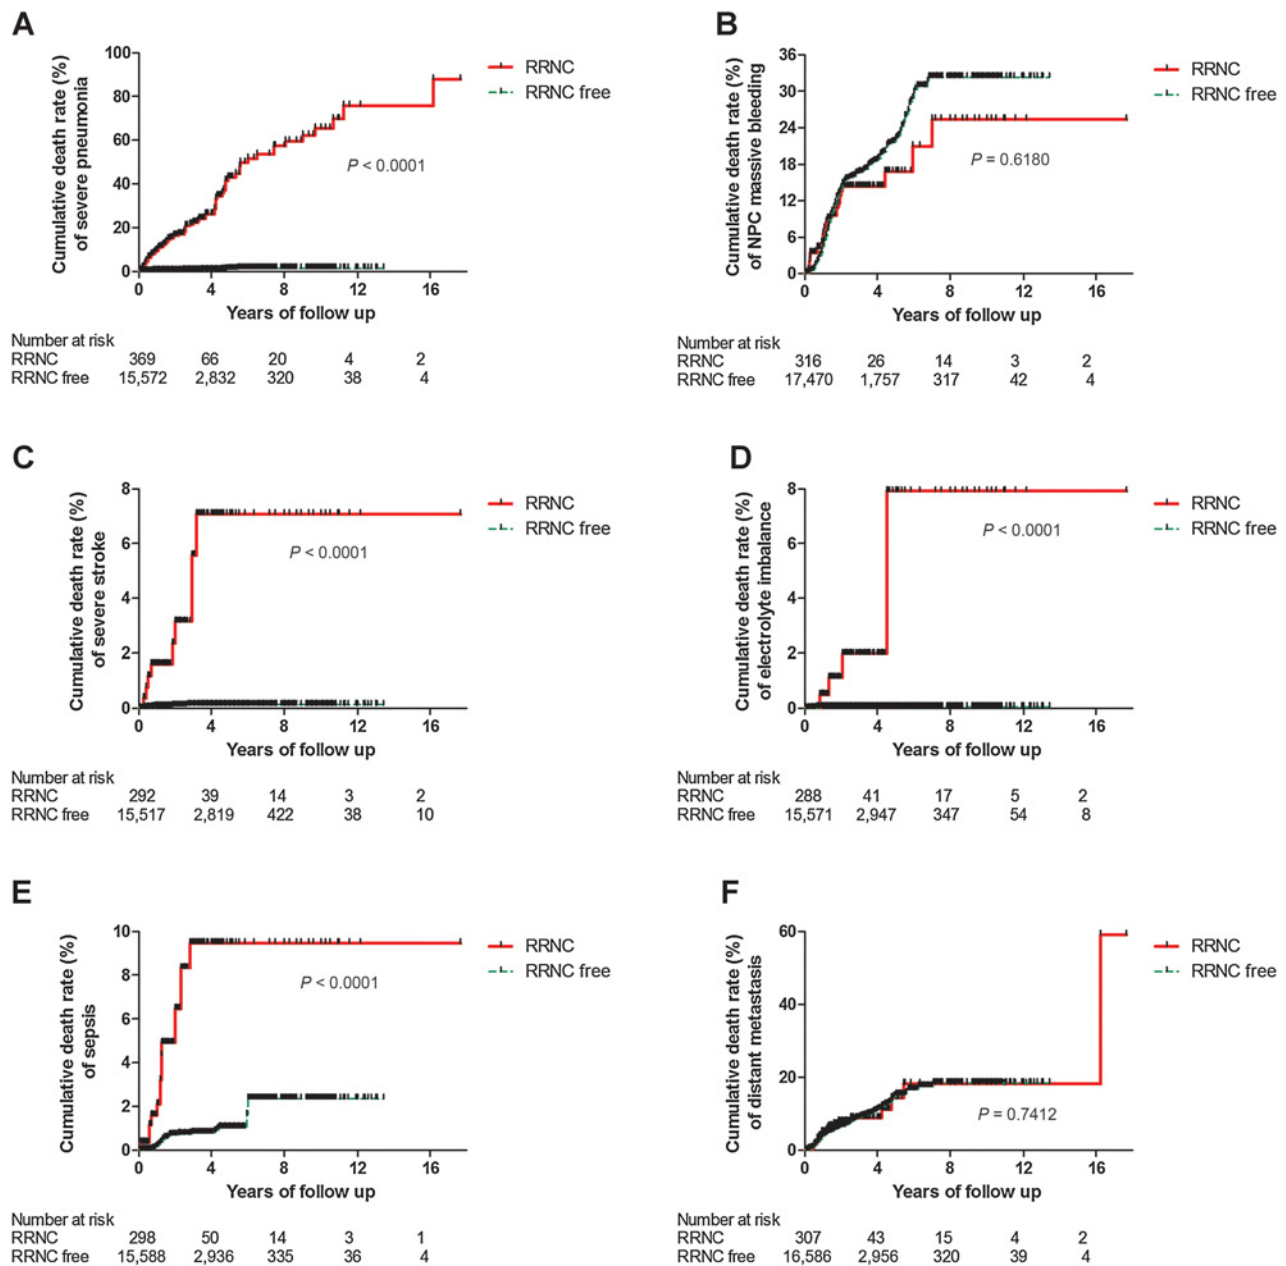 A
Cumulative death rate (%)
of severe pneumonia
100
80
60
40
20
0
0 4 8 12 16
Years of follow up
RRNC
RRNC free
P < 0.0001
Number at risk
RRNC 369 66 20 4 2
RRNC free 15,572 2,832 320 38 4
B
Cumulative death rate (%)
of NPC massive bleeding
36
30
24
18
12
6
0
0 4 8 12 16
Years of follow up
RRNC
RRNC free
P = 0.6180
Number at risk
RRNC 316 26 14 3 2
RRNC free 17,470 1,757 317 42 4
C
Cumulative death rate (%)
of severe stroke
8
6
4
2
0
0 4 8 12 16
Years of follow up
RRNC
RRNC free
P < 0.0001
Number at risk
RRNC 292 39 14 3 2
RRNC free 15,517 2,819 422 38 10
D
Cumulative death rate (%)
of electrolyte imbalance
8
6
4
2
0
0 4 8 12 16
Years of follow up
RRNC
RRNC free
P < 0.0001
Number at risk
RRNC 288 41 17 5 2
RRNC free 15,571 2,947 347 54 8
E
Cumulative death rate (%)
of sepsis
10
8
6
4
2
0
0 4 8 12 16
Years of follow up
RRNC
RRNC free
P < 0.0001
Number at risk
RRNC 298 50 14 3 1
RRNC free 15,588 2,936 335 36 4
F
Cumulative death rate (%)
of distant metastasis
60
40
20
0
0 4 8 12 16
Years of follow up
RRNC
RRNC free
P = 0.7412
Number at risk
RRNC 307 43 15 4 2
RRNC free 16,586 2,956 320 39 4